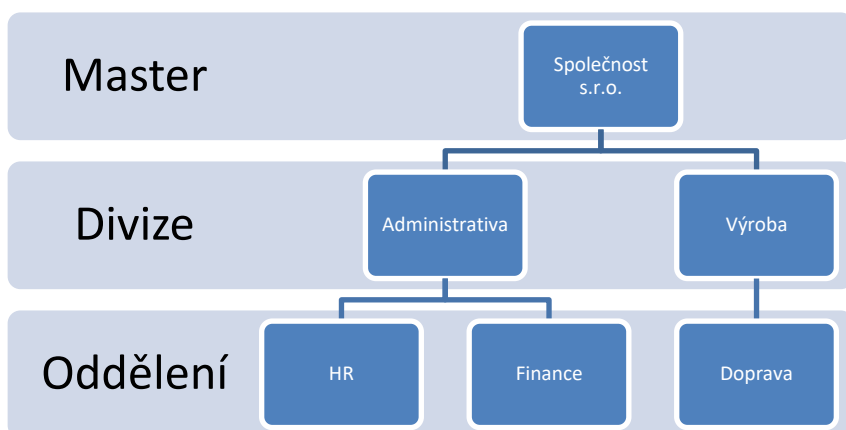 Master
Společnost
s.r.o.
Divize
Administrativa
Výroba
Oddělení
HR
Finance
Doprava